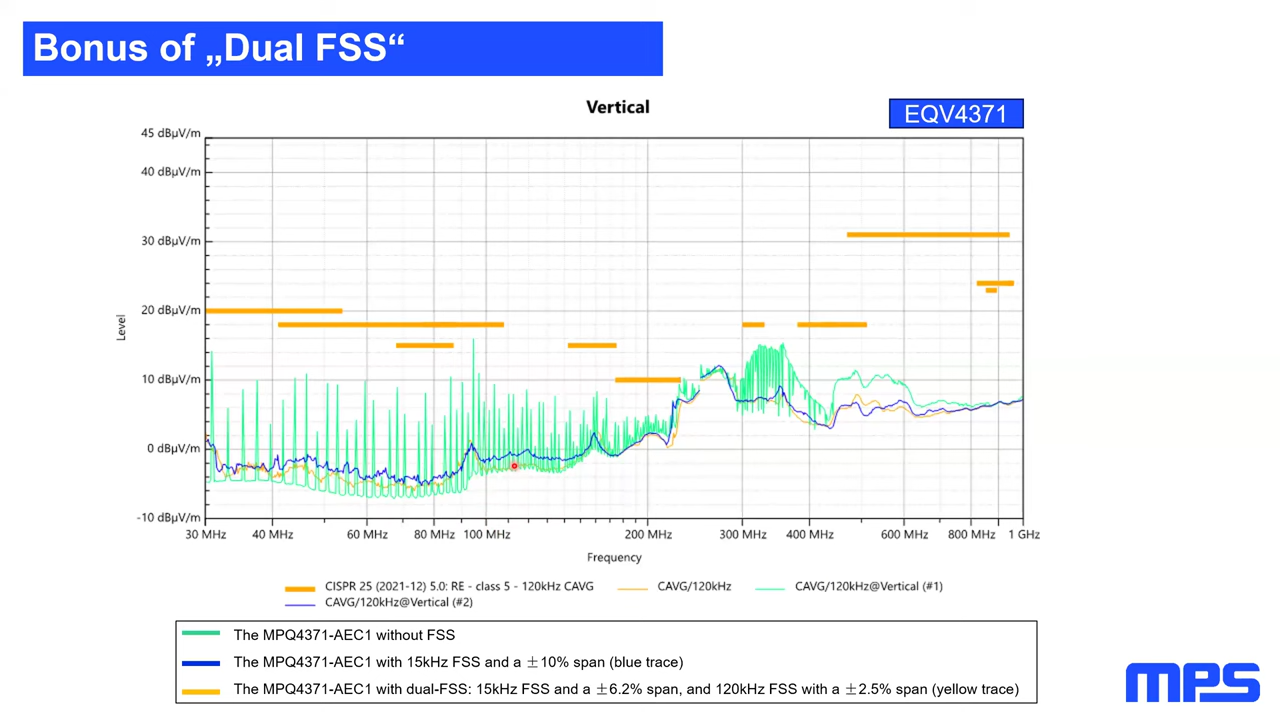 Bonus of „Dual FSS“
Vertical
EQV4371
45 dBµV/m
40 dBµV/m
30 dBµV/m
20 dBµV/m
10 dBµV/m
0 dBµV/m
-10 dBµV/m
Level
30 MHz 40 MHz 60 MHz 80 MHz 100 MHz 200 MHz 300 MHz 400 MHz 600 MHz 800 MHz 1 GHz
Frequency
CISPR 25 (2021-12) 5.0: RE - class 5 - 120kHz CAVG CAVG/120kHz CAVG/120kHz@Vertical (#1)
CAVG/120kHz@Vertical (#2)
The MPQ4371-AEC1 without FSS
The MPQ4371-AEC1 with 15kHz FSS and a ±10% span (blue trace)
The MPQ4371-AEC1 with dual-FSS: 15kHz FSS and a ±6.2% span, and 120kHz FSS with a ±2.5% span (yellow trace)
mps